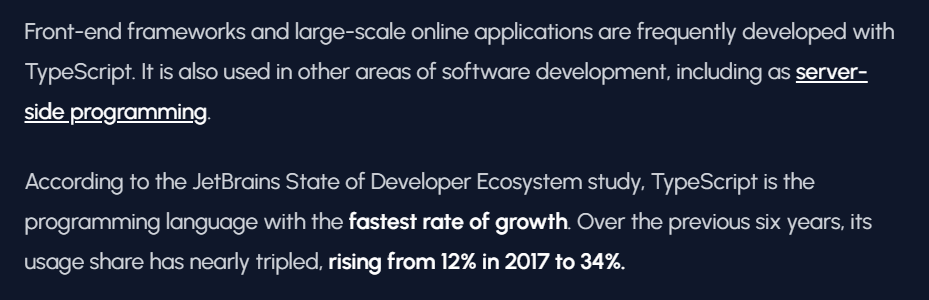 Front-end frameworks and large-scale online applications are frequently developed with
TypeScript. It is also used in other areas of software development, including as server-
side programming.
According to the JetBrains State of Developer Ecosystem study, TypeScript is the
programming language with the fastest rate of growth. Over the previous six years, its
usage share has nearly tripled, rising from 12% in 2017 to 34%.